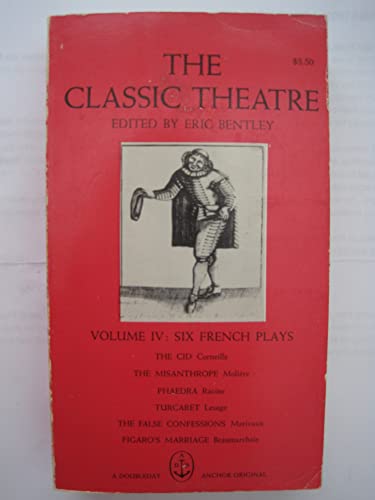 THE
$3.50
CLASSIC THEATRE
EDITED BY ERIC BENTLEY
VOLUME IV: SIX FRENCH PLAYS
THE CID Corneille
THE MISANTHROPE Molière
PHAEDRA Racine
TURCARET Lesage
THE FALSE CONFESSIONS Marivaux
FIGARO'S MARRIAGE Beaumarchais
A DOUBLEDAY ANCHOR ORIGINAL